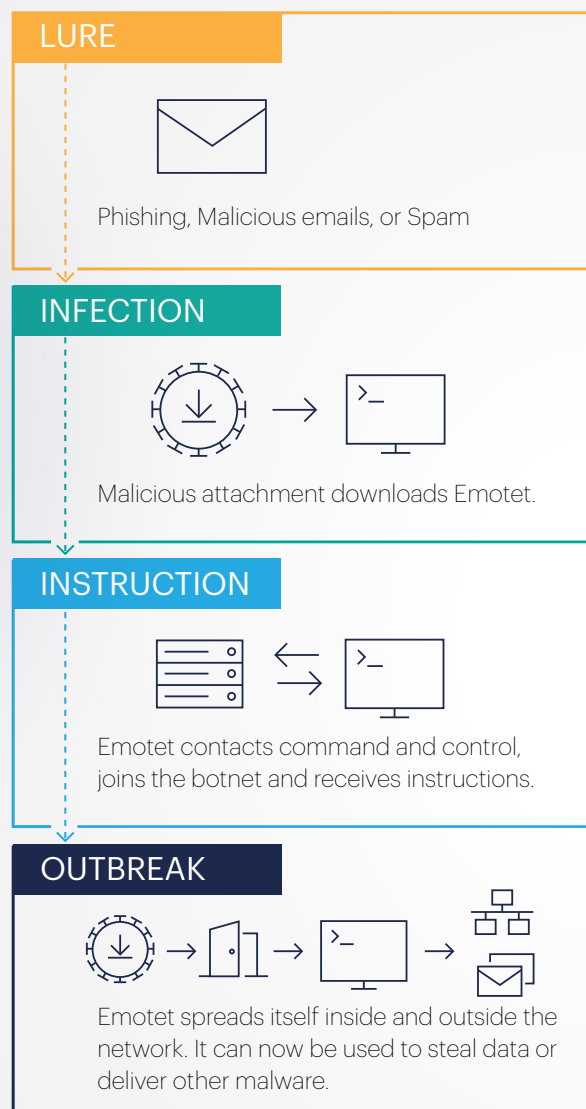 LURE
Phishing, Malicious emails, or Spam
INFECTION
>_
Malicious attachment downloads Emotet.
INSTRUCTION
>_
Emotet contacts command and control,
joins the botnet and receives instructions.
OUTBREAK
>_
Emotet spreads itself inside and outside the
network. It can now be used to steal data or
deliver other malware.